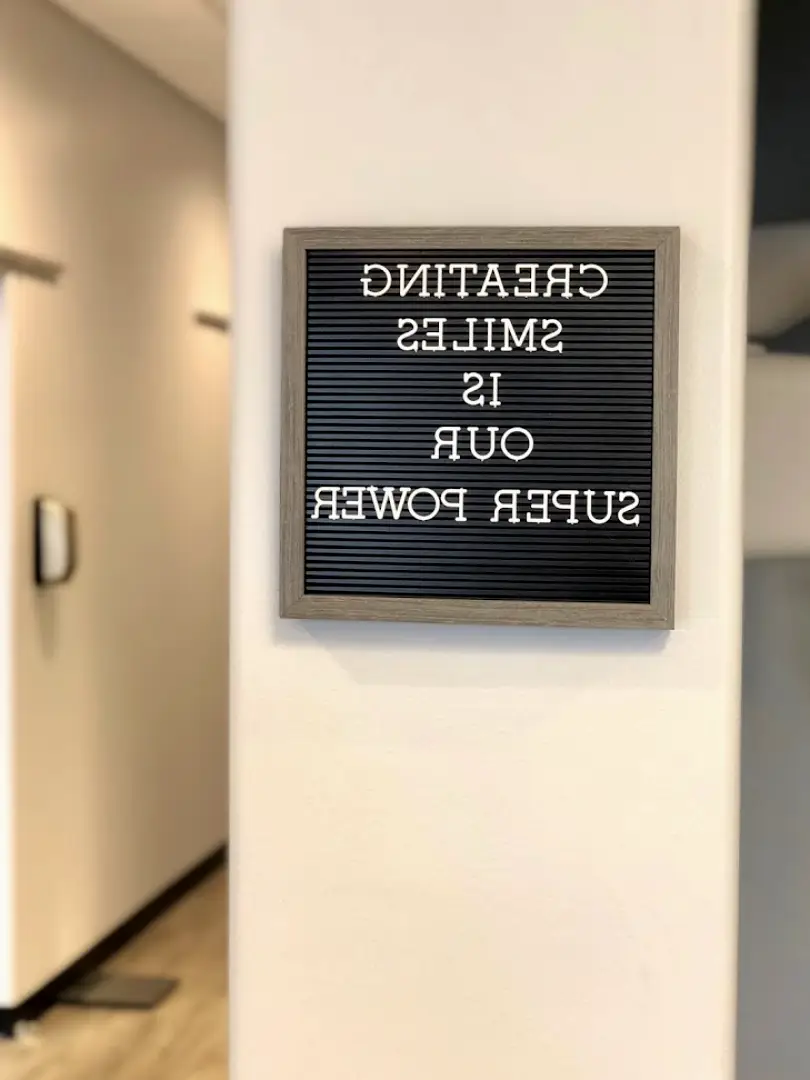 CREATING
SMILES
IS
OUR
SUPER POWER